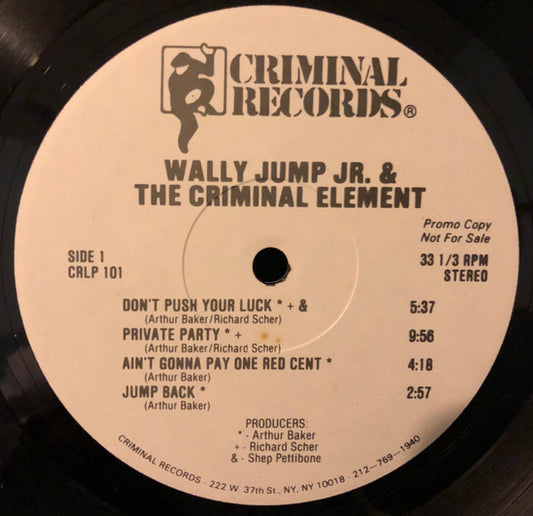 CRIMINAL
RECORDS®
WALLY JUMP JR. &
THE CRIMINAL ELEMENT
Promo Copy
Not For Sale
SIDE 1
CRLP 101
33 1/3 RPM
STEREO
DON'T PUSH YOUR LUCK * + & 5:37
(Arthur Baker/Richard Scher)
PRIVATE PARTY * + 9:56
(Arthur Baker/Richard Scher)
AIN'T GONNA PAY ONE RED CENT * 4:18
(Arthur Baker)
JUMP BACK * 2:57
(Arthur Baker)
PRODUCERS:
* - Arthur Baker
+ - Richard Scher
& - Shep Pettibone
CRIMINAL RECORDS · 222 W 37th St., NY, NY 10018 · 212-769-1940